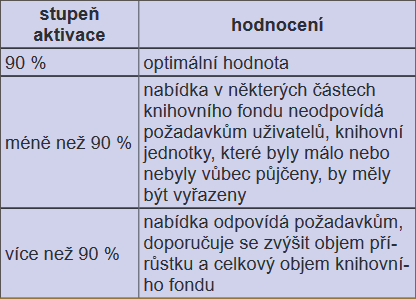 stupeň
aktivace
hodnocení
90 %
optimální hodnota
méně než 90 %
nabídka v některých částech
knihovního fondu neodpovídá
požadavkům uživatelů, knihovní
jednotky, které byly málo nebo
nebyly vůbec půjčeny, by měly
být vyřazeny
více než 90 %
nabídka odpovídá požadavkům,
doporučuje se zvýšit objem pří-
růstku a celkový objem knihovní-
ho fondu